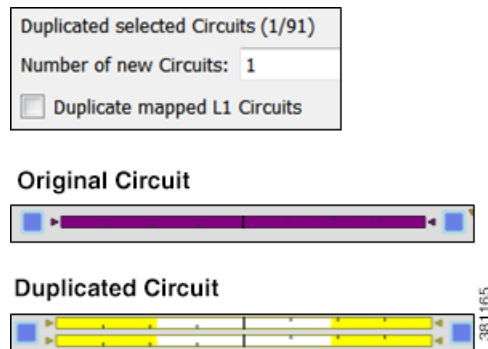 Duplicated selected Circuits (1/91)
Number of new Circuits: 1
Duplicate mapped L1 Circuits
Original Circuit
Duplicated Circuit
381165